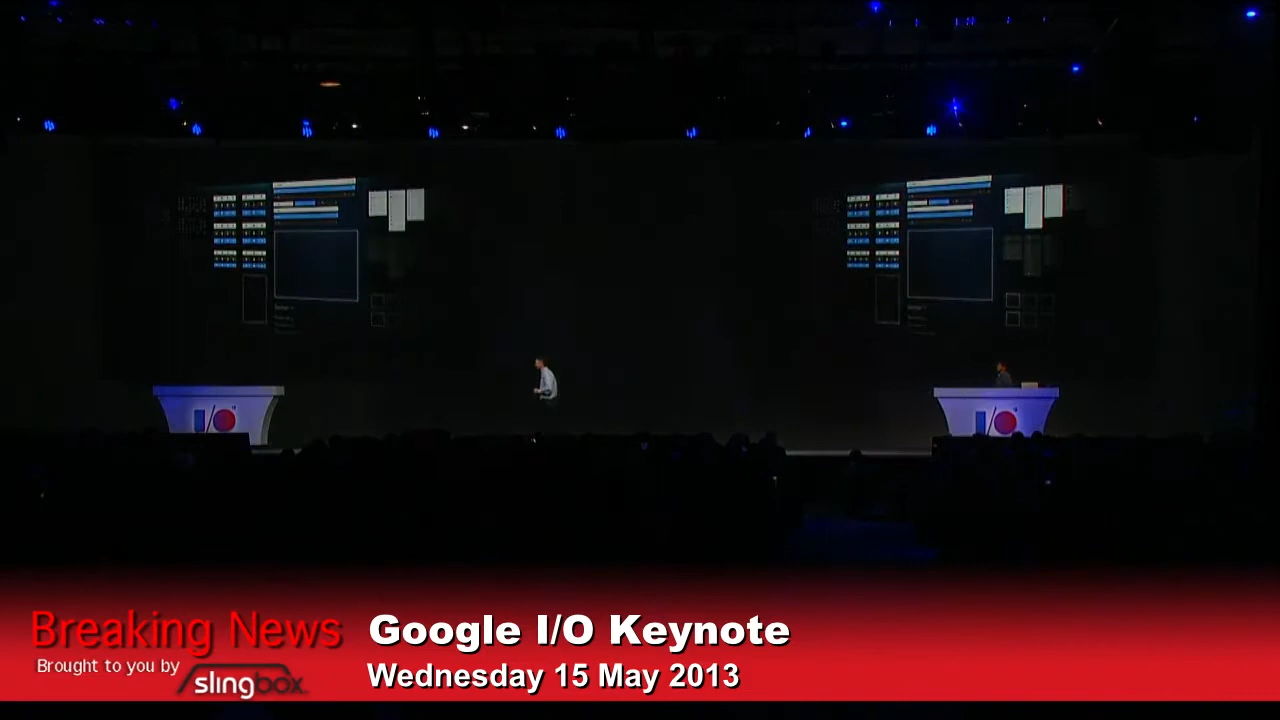 I/O
I/O
Breaking News
Google I/O Keynote
Brought to you by
slingbox
Wednesday 15 May 2013